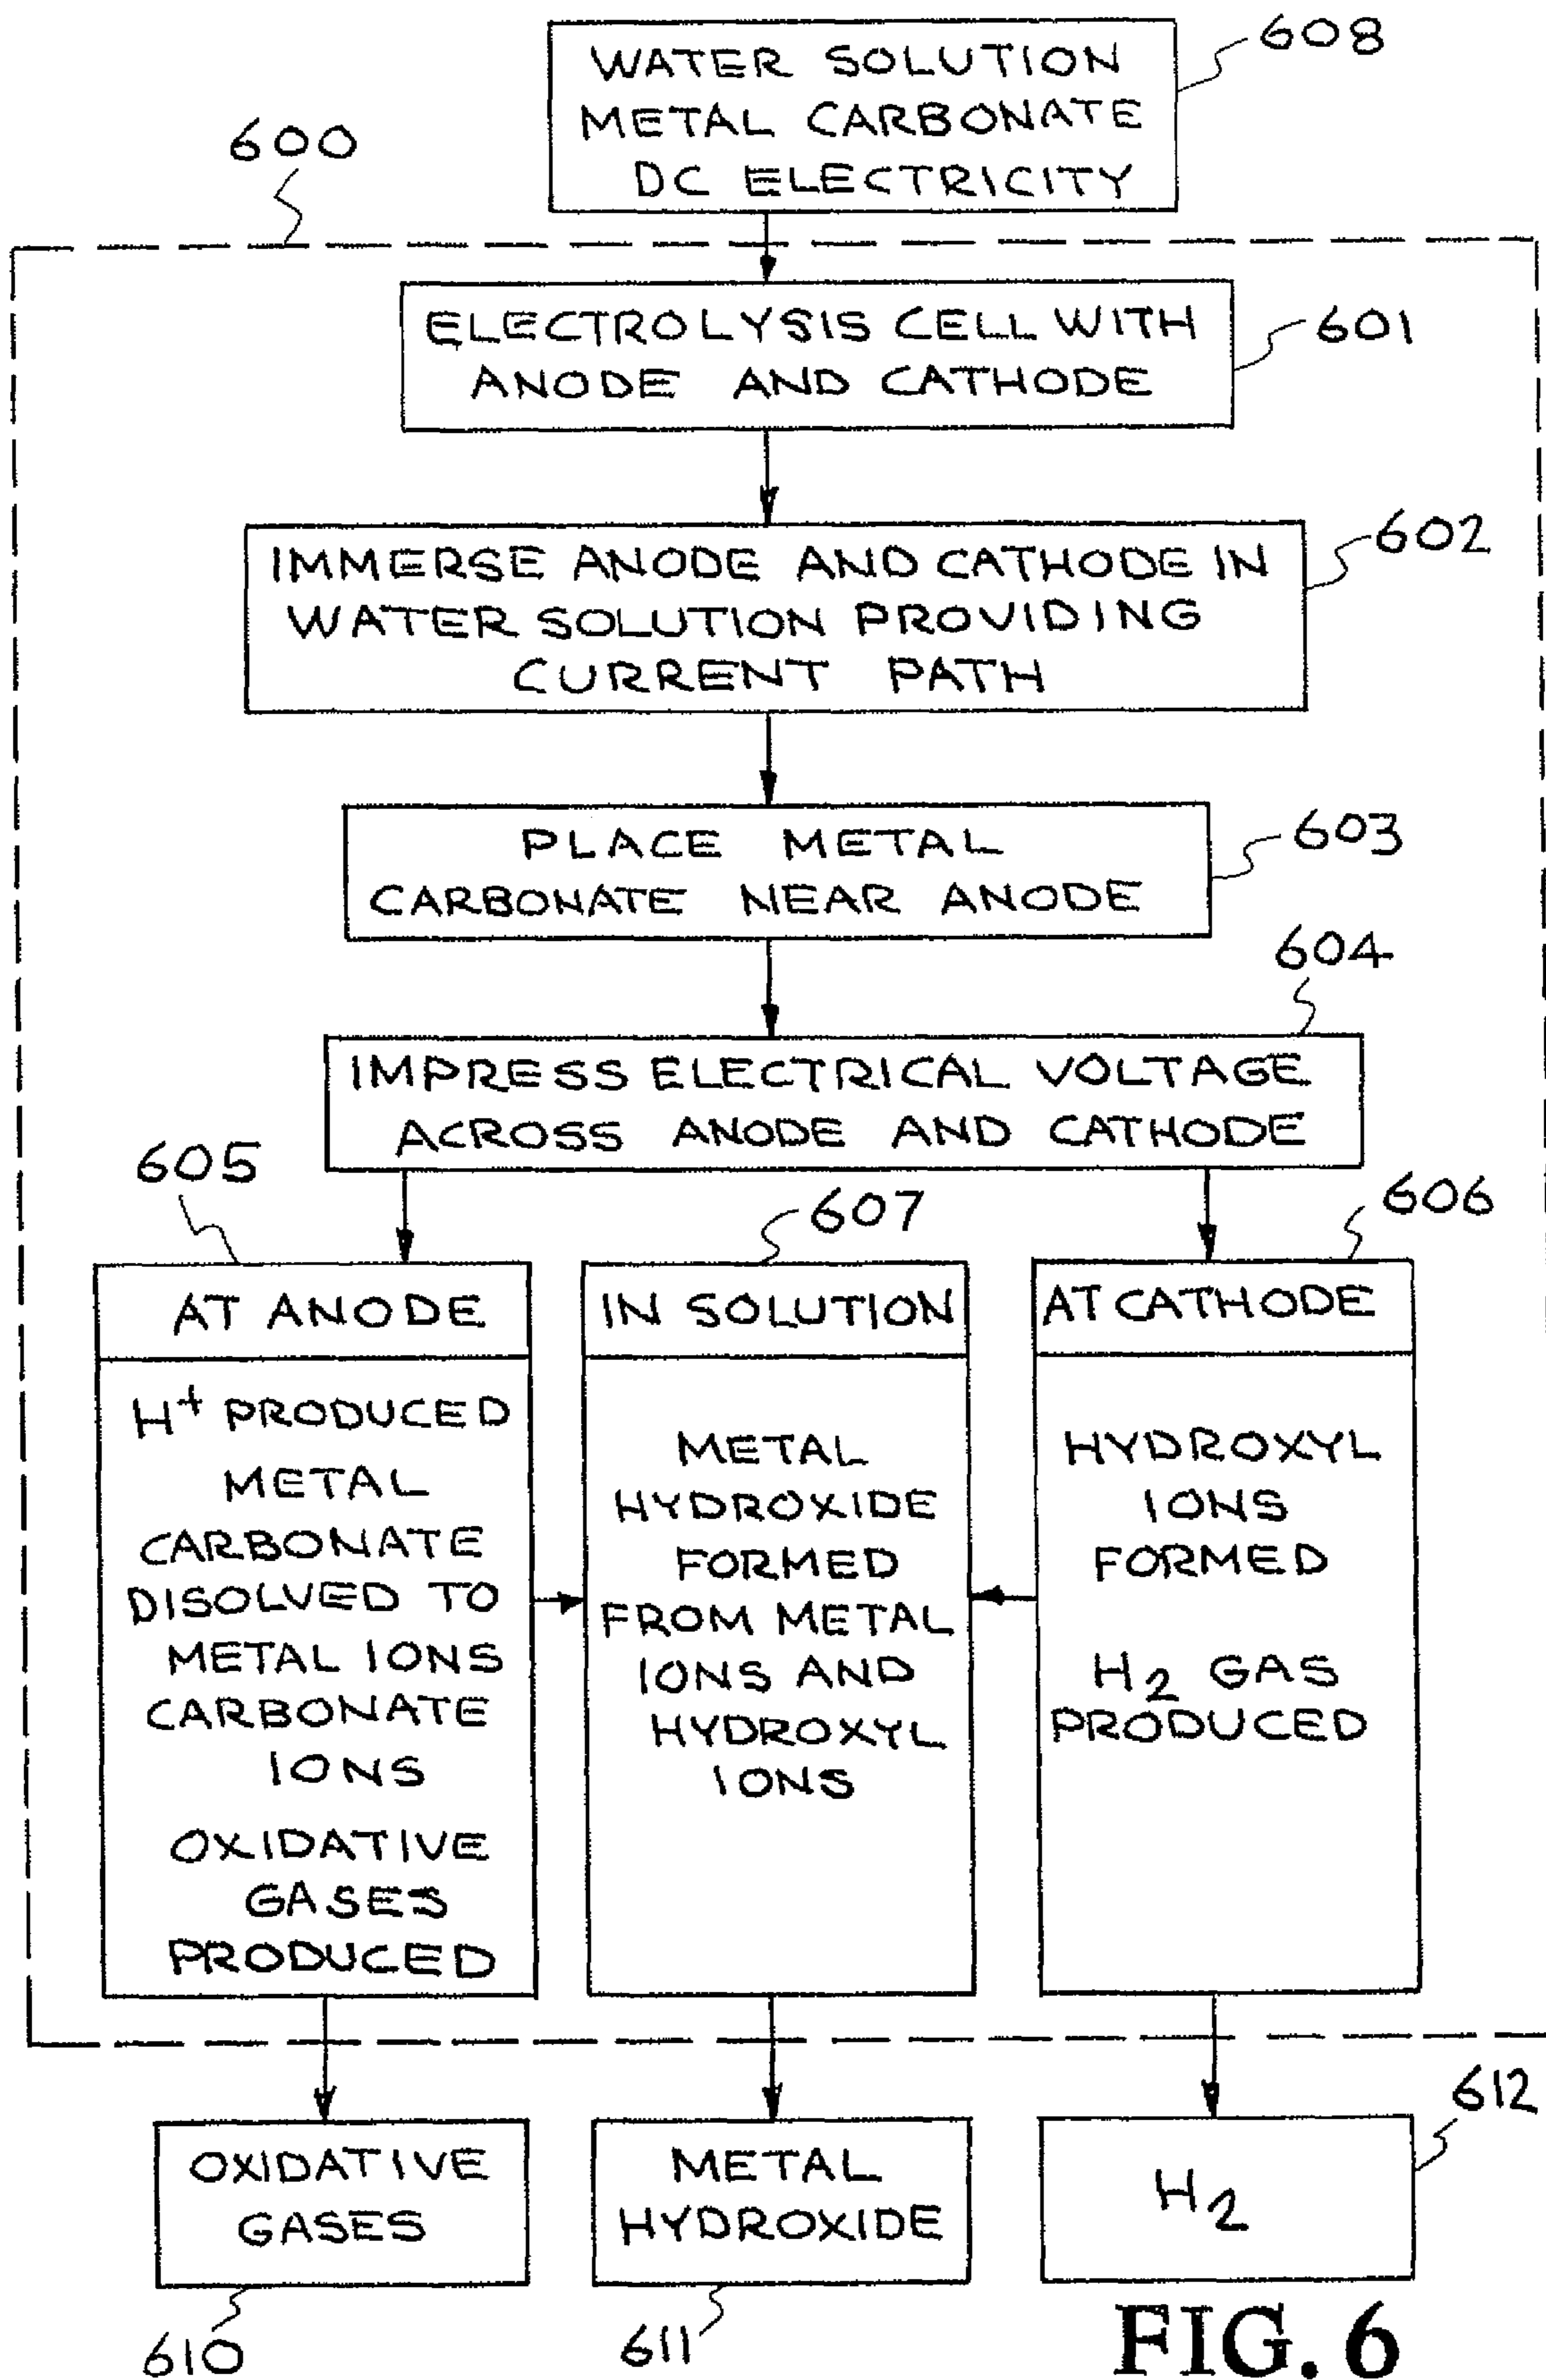 608
WATER SOLUTION
METAL CARBONATE
DC ELECTRICITY
600
ELECTROLYSIS CELL WITH
ANODE AND CATHODE
601
IMMERSE ANODE AND CATHODE IN
WATER SOLUTION PROVIDING
CURRENT PATH
602
PLACE METAL
CARBONATE NEAR ANODE
603
604
IMPRESS ELECTRICAL VOLTAGE
ACROSS ANODE AND CATHODE
605
AT ANODE
H+ PRODUCED
METAL
CARBONATE
DISOLVED TO
METAL IONS
CARBONATE
IONS
OXIDATIVE
GASES
PRODUCED
607
IN SOLUTION
METAL
HYDROXIDE
FORMED
FROM METAL
IONS AND
HYDROXYL
IONS
606
AT CATHODE
HYDROXYL
IONS
FORMED
H2 GAS
PRODUCED
OXIDATIVE
GASES
610
METAL
HYDROXIDE
611
612
H2
FIG. 6